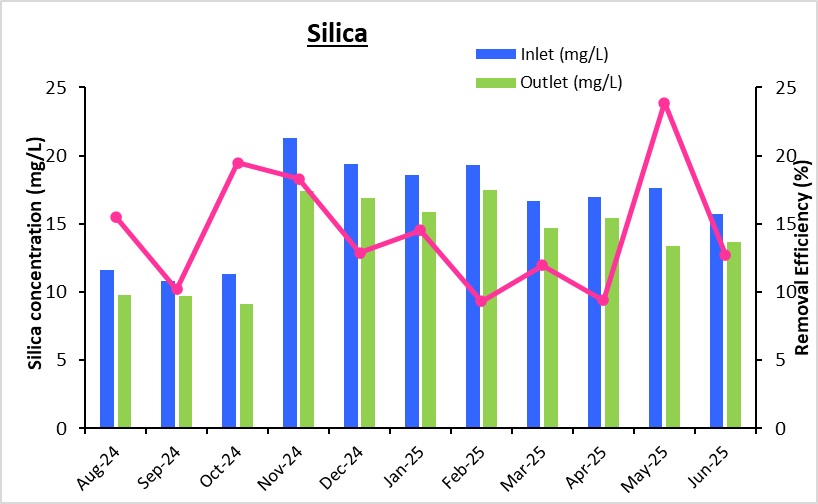 Silica
Inlet (mg/L)
Outlet (mg/L)
Silica concentration (mg/L)
25
20
15
10
5
0
25
20
15
10
5
0
Removal Efficiency (%)
Aug-24
Sep-24
Oct-24
Nov-24
Dec-24
Jan-25
Feb-25
Mar-25
Apr-25
May-25
Jun-25